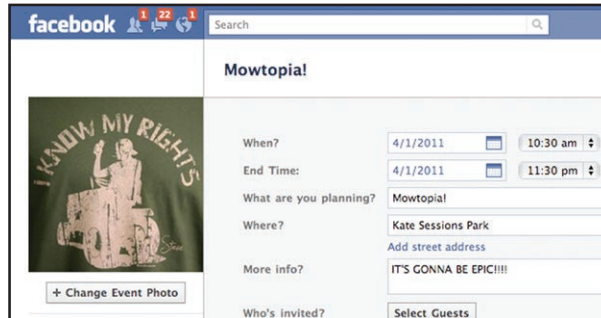 facebook 1 22 1 Search
Mowtopia!
I KNOW MY RIGHTS
When? 4/1/2011 10:30 am
End Time: 4/1/2011 11:30 pm
What are you planning? Mowtopia!
Where? Kate Sessions Park
Add street address
More info? IT'S GONNA BE EPIC!!!!
+ Change Event Photo
Who's invited? Select Guests